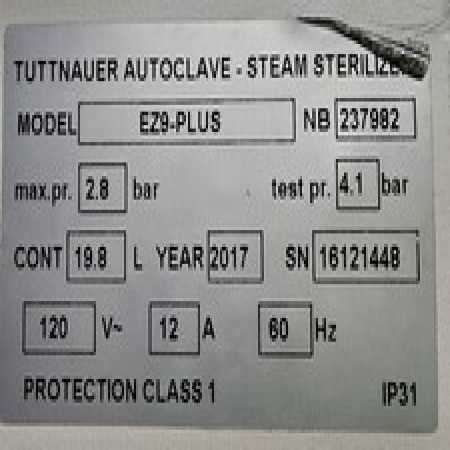 TUTTNAUER AUTOCLAVE - STEAM STERILIZER
MODEL EZ9-PLUS NB 237982
max.pr. 2.8 bar test pr. 4.1 bar
CONT 19.8 L YEAR 2017 SN 16121448
120 V~ 12 A 60 Hz
PROTECTION CLASS 1 IP31